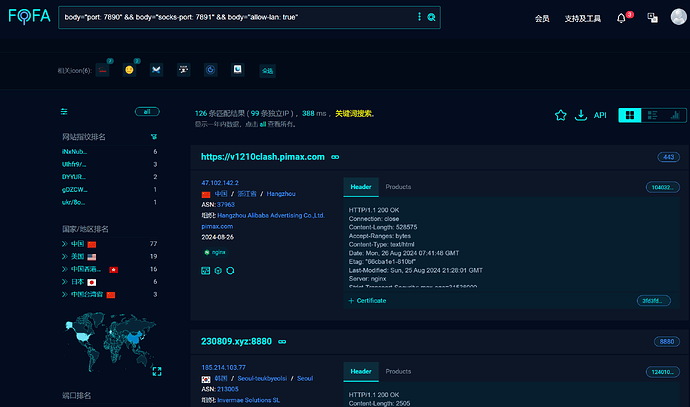 FOFA
body="port: 7890" && body="socks-port: 7891" && body="allow-lan: true"
会员
支持及工具
相关icon(6):
全选
all
126 条匹配结果 ( 99 条独立IP ) ，388 ms ，关键词搜索。
显示一年内数据，点击 all 查看所有。
API
网站指纹排名
6
3
DYYUR... 2
gDZCW... 1
ukr/8o... 1
国家/地区排名
中国 77
美国 19
中国香港... 16
日本 6
中国台湾省 3
端口排名
https://v1210clash.pimax.com
443
47.102.142.2
中国 / 浙江省 / Hangzhou
ASN: 37963
组织: Hangzhou Alibaba Advertising Co.,Ltd.
pimax.com
2024-08-26
nginx
Header
Products
104032...
HTTP/1.1 200 OK
Connection: close
Content-Length: 528575
Accept-Ranges: bytes
Content-Type: text/html
Date: Mon, 26 Aug 2024 07:41:48 GMT
Etag: "66cba1e1-810bf"
Last-Modified: Sun, 25 Aug 2024 21:28:01 GMT
Server: nginx
+ Certificate
3fd3fd...
230809.xyz:8880
8880
185.214.103.77
韩国 / Seoul-teukbyeolsi / Seoul
ASN: 213005
组织: Invermae Solutions SL
Header
Products
124010...
HTTP/1.1 200 OK
Content-Length: 2505